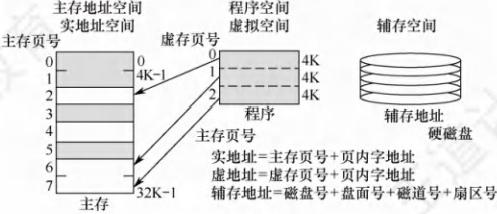 主存地址空间
实地址空间
主存页号
0
1
2
3
4
5
6
7
0
4K-1
32K-1
主存
程序空间
虚拟空间
虚存页号
0
1
2
4K
4K
4K
程序
主存页号
辅存空间
辅存地址
硬磁盘
实地址=主存页号+页内字地址
虚地址=虚存页号+页内字地址
辅存地址=磁盘号+盘面号+磁道号+扇区号